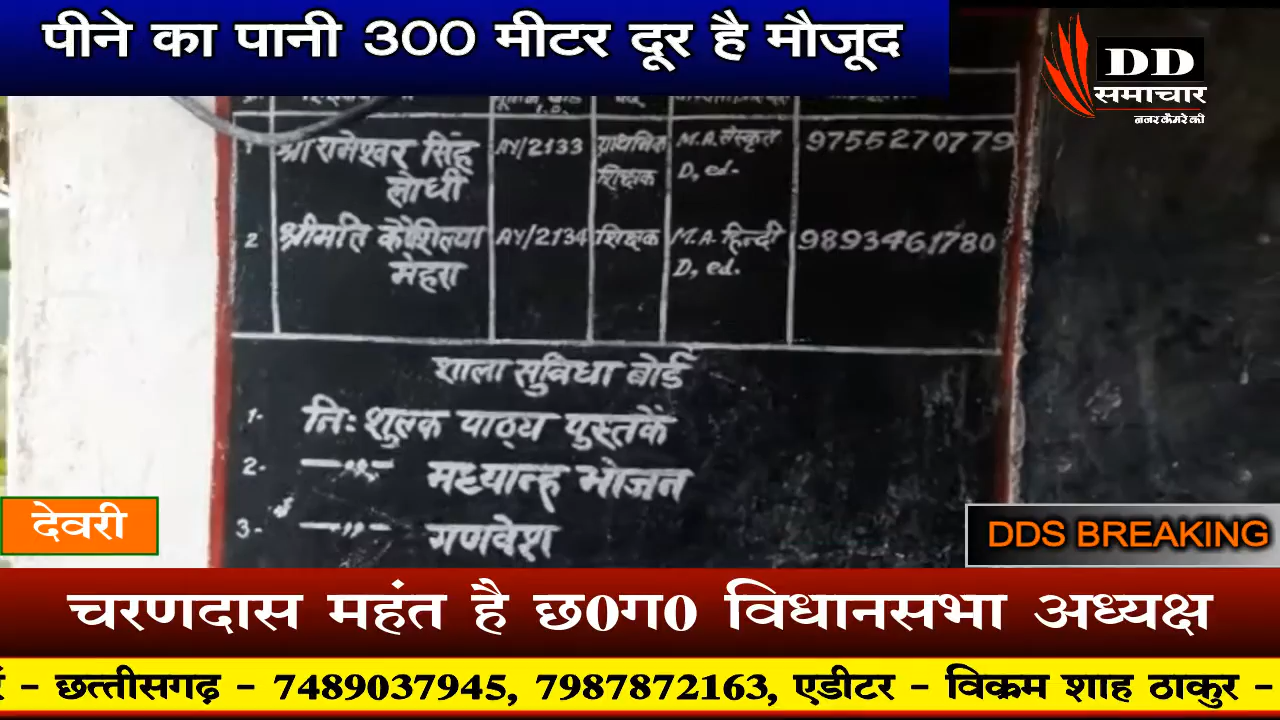 पीने का पानी 300 मीटर दूर है मौजूद
DD
समाचार
नजर कैमरे की
1 श्री रामेश्वर सिंह AY/2133 प्राथमिक M.A. संस्कृत 9755270779
लोधी शिक्षक D, ed.
2 श्रीमति कौशिल्या AY/2134 शिक्षक M.A. हिन्दी 9893461780
मेहरा D, ed.
शाला सुविधा बोर्ड
1- निःशुल्क पाठ्य पुस्तकें
2- —〃— मध्यान्ह भोजन
3- —〃— गणवेश
देवरी
DDS BREAKING
चरणदास महंत है छ0ग0 विधानसभा अध्यक्ष
- छत्तीसगढ़ - 7489037945, 7987872163, एडीटर - विक्रम शाह ठाकुर -